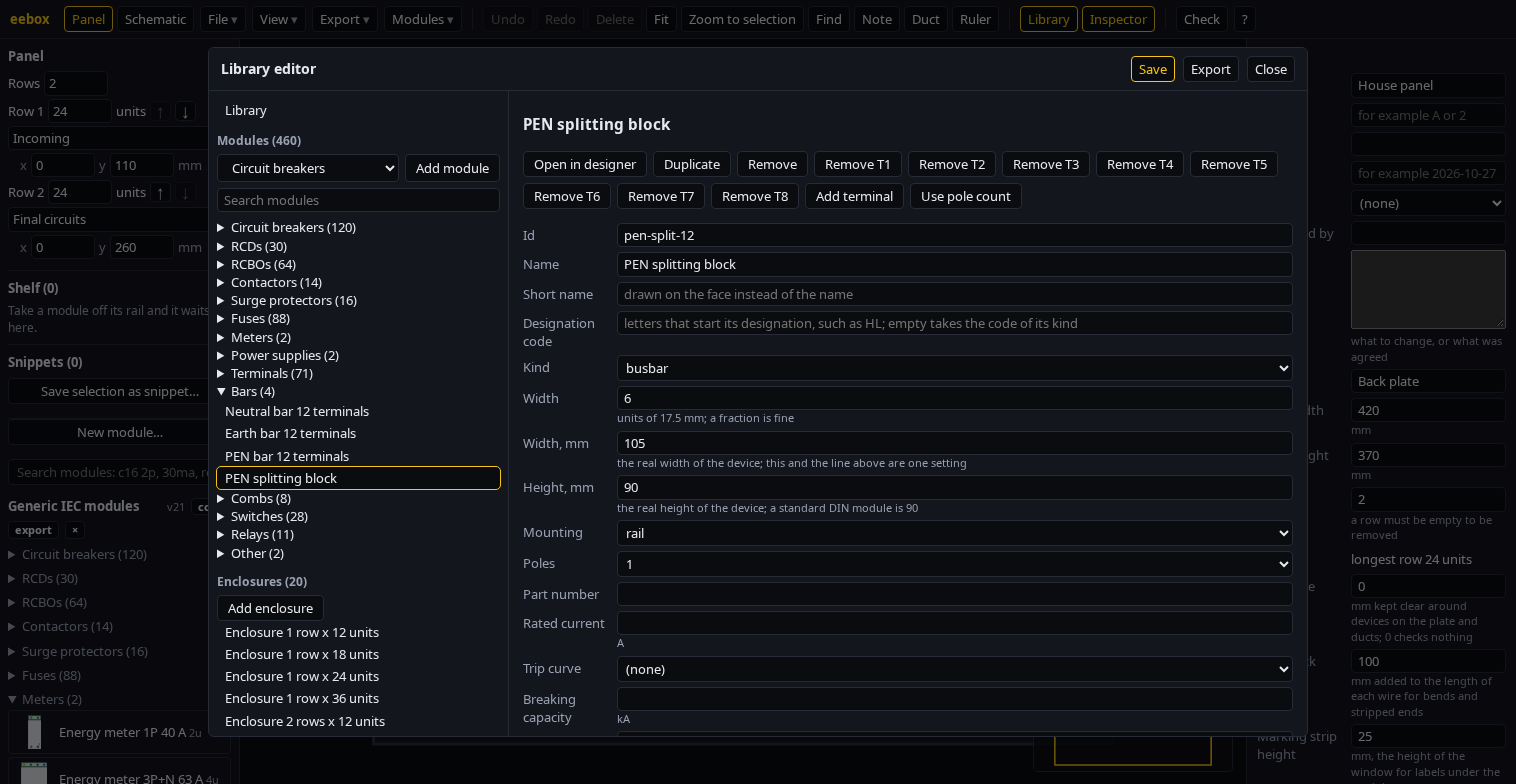 eebox Panel Schematic File ▾ View ▾ Export ▾ Modules ▾ Undo Redo Delete Fit Zoom to selection Find Note Duct Ruler Library Inspector Check ?
Panel
Rows 2
Row 1 24 units ↑ ↓
Incoming
x 0 y 110 mm
Row 2 24 units ↑ ↓
Final circuits
x 0 y 260 mm
Shelf (0)
Take a module off its rail and it waits
here.
Snippets (0)
Save selection as snippet...
New module...
Search modules: c16 2p, 30ma,
Generic IEC modules v21
export ×
Circuit breakers (120)
RCDs (30)
RCBOs (64)
Contactors (14)
Surge protectors (16)
Fuses (88)
Meters (2)
Energy meter 1P 40 A 2u
Energy meter 3P+N 63 A 4u
Library editor
Save Export Close
Library
Modules (460)
Circuit breakers Add module
Search modules
Circuit breakers (120)
RCDs (30)
RCBOs (64)
Contactors (14)
Surge protectors (16)
Fuses (88)
Meters (2)
Power supplies (2)
Terminals (71)
Bars (4)
Neutral bar 12 terminals
Earth bar 12 terminals
PEN bar 12 terminals
PEN splitting block
Combs (8)
Switches (28)
Relays (11)
Other (2)
Enclosures (20)
Add enclosure
Enclosure 1 row x 12 units
Enclosure 1 row x 18 units
Enclosure 1 row x 24 units
Enclosure 1 row x 36 units
Enclosure 2 rows x 12 units
PEN splitting block
Open in designer Duplicate Remove Remove T1 Remove T2 Remove T3 Remove T4 Remove T5
Remove T6 Remove T7 Remove T8 Add terminal Use pole count
Id pen-split-12
Name PEN splitting block
Short name drawn on the face instead of the name
Designation code letters that start its designation, such as HL; empty takes the code of its kind
Kind busbar
Width 6
units of 17.5 mm; a fraction is fine
Width, mm 105
the real width of the device; this and the line above are one setting
Height, mm 90
the real height of the device; a standard DIN module is 90
Mounting rail
Poles 1
Part number
Rated current
A
Trip curve (none)
Breaking capacity
kA
House panel
for example A or 2
for example 2026-10-27
(none)
d by
what to change, or what was
agreed
Back plate
420
mm
370
mm
2
a row must be empty to be
removed
longest row 24 units
0
mm kept clear around
devices on the plate and
ducts; 0 checks nothing
100
mm added to the length of
each wire for bends and
stripped ends
Marking strip height 25
mm, the height of the
window for labels under the